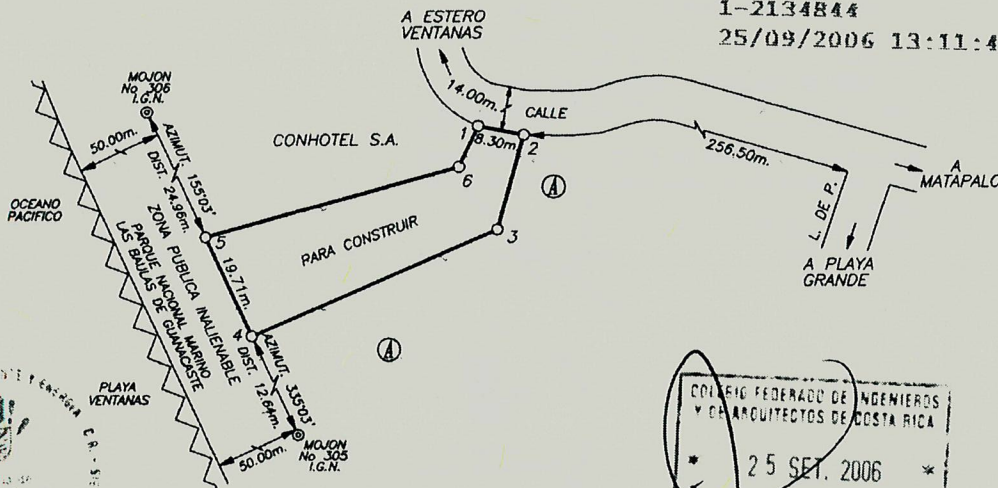 1-2134844
25/09/2006 13:11:4
A ESTERO
VENTANAS
14.00m.
CALLE
MOJON
No 306
I.G.N.
50.00m.
AZIMUT. 155°03'
DIST. 24.96m.
CONHOTEL S.A.
1
8.30m
2
256.50m.
A
MATAPALO
6
A
OCEANO
PACIFICO
L. DE P.
5
3
PARA CONSTRUIR
19.71m.
A PLAYA
GRANDE
ZONA PUBLICA INALIENABLE
PARQUE NACIONAL MARINO
LAS BAULAS DE GUANACASTE
4
A
AZIMUT. 335°03'
DIST. 12.64m.
PLAYA
VENTANAS
MOJON
No 305
I.G.N.
50.00m.
COLEGIO FEDERADO DE INGENIEROS
Y DE ARQUITECTOS DE COSTA RICA
* 25 SET. 2006 *